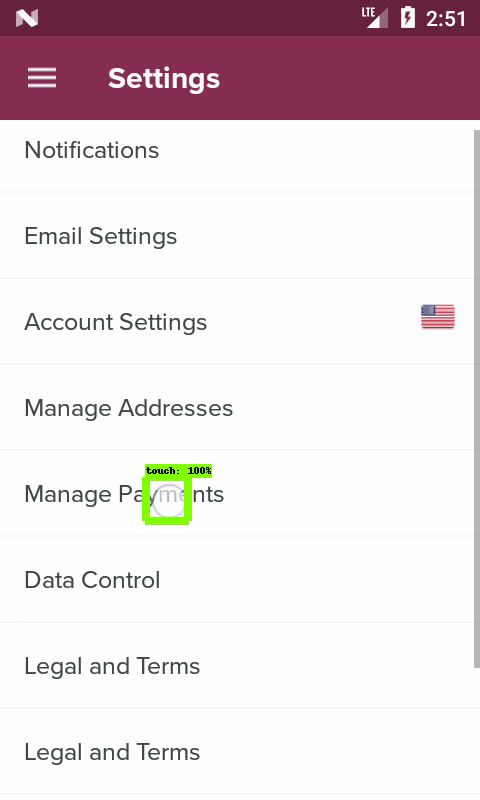 LTE
2:51
Settings
Notifications
Email Settings
Account Settings
Manage Addresses
touch: 100%
Manage Payments
Data Control
Legal and Terms
Legal and Terms